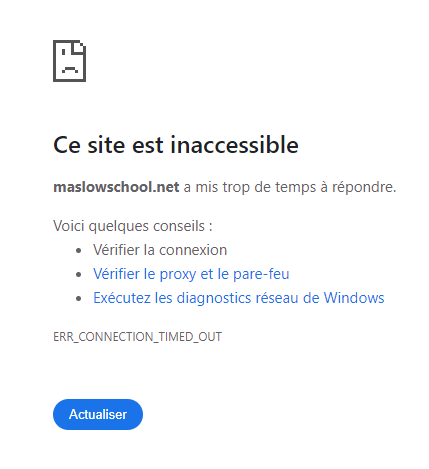 Ce site est inaccessible
maslowschool.net a mis trop de temps à répondre.
Voici quelques conseils :
Vérifier la connexion
Vérifier le proxy et le pare-feu
Exécutez les diagnostics réseau de Windows
ERR_CONNECTION_TIMED_OUT
Actualiser